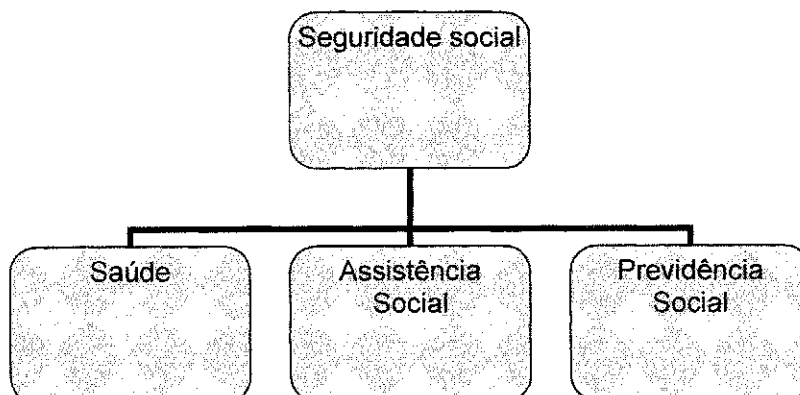 Seguridade social
Saúde
Assistência
Social
Previdência
Social